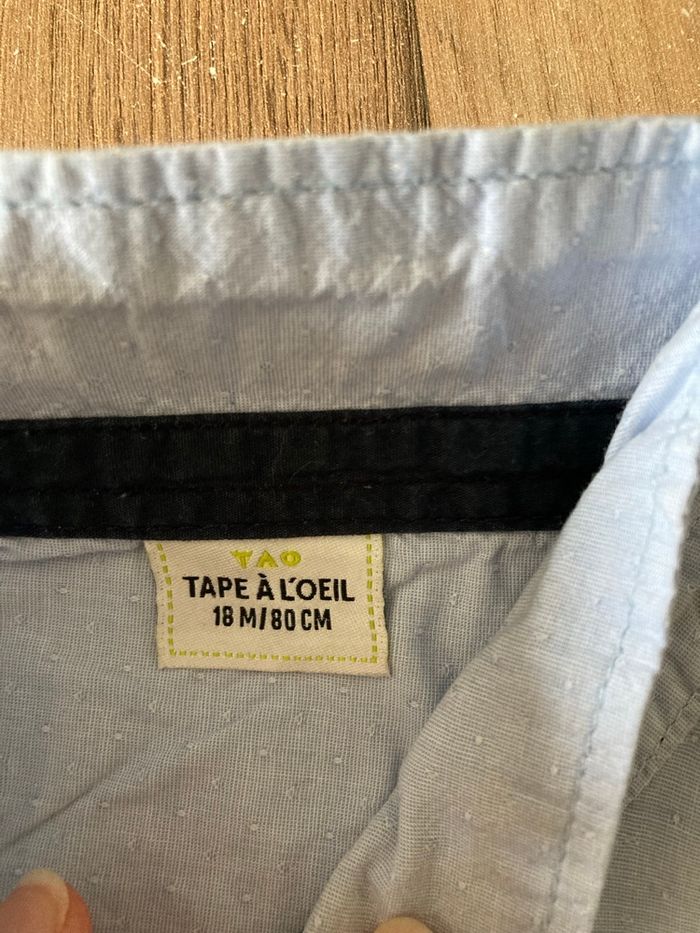 TAO
TAPE À L'OEIL
18 M/80 CM